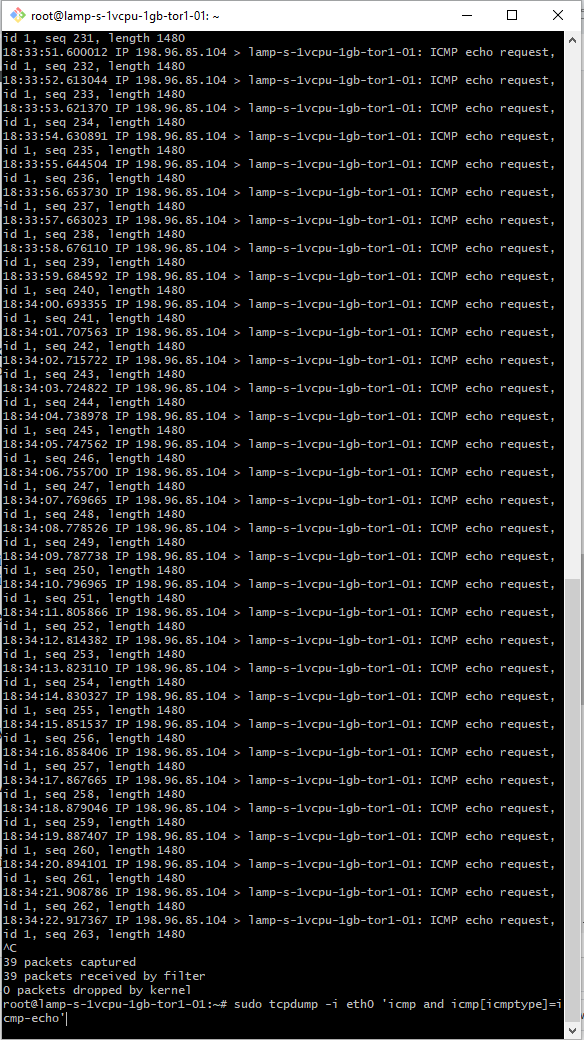 root@lamp-s-1vcpu-1gb-tor1-01: ~
id 1, seq 231, length 1480
18:33:51.600012 IP 198.96.85.104 > lamp-s-1vcpu-1gb-tor1-01: ICMP echo request,
id 1, seq 232, length 1480
18:33:52.613044 IP 198.96.85.104 > lamp-s-1vcpu-1gb-tor1-01: ICMP echo request,
id 1, seq 233, length 1480
18:33:53.621370 IP 198.96.85.104 > lamp-s-1vcpu-1gb-tor1-01: ICMP echo request,
id 1, seq 234, length 1480
18:33:54.630891 IP 198.96.85.104 > lamp-s-1vcpu-1gb-tor1-01: ICMP echo request,
id 1, seq 235, length 1480
18:33:55.644504 IP 198.96.85.104 > lamp-s-1vcpu-1gb-tor1-01: ICMP echo request,
id 1, seq 236, length 1480
18:33:56.653730 IP 198.96.85.104 > lamp-s-1vcpu-1gb-tor1-01: ICMP echo request,
id 1, seq 237, length 1480
18:33:57.663023 IP 198.96.85.104 > lamp-s-1vcpu-1gb-tor1-01: ICMP echo request,
id 1, seq 238, length 1480
18:33:58.676110 IP 198.96.85.104 > lamp-s-1vcpu-1gb-tor1-01: ICMP echo request,
id 1, seq 239, length 1480
18:33:59.684592 IP 198.96.85.104 > lamp-s-1vcpu-1gb-tor1-01: ICMP echo request,
id 1, seq 240, length 1480
18:34:00.693355 IP 198.96.85.104 > lamp-s-1vcpu-1gb-tor1-01: ICMP echo request,
id 1, seq 241, length 1480
18:34:01.707563 IP 198.96.85.104 > lamp-s-1vcpu-1gb-tor1-01: ICMP echo request,
id 1, seq 242, length 1480
18:34:02.715722 IP 198.96.85.104 > lamp-s-1vcpu-1gb-tor1-01: ICMP echo request,
id 1, seq 243, length 1480
18:34:03.724822 IP 198.96.85.104 > lamp-s-1vcpu-1gb-tor1-01: ICMP echo request,
id 1, seq 244, length 1480
18:34:04.738978 IP 198.96.85.104 > lamp-s-1vcpu-1gb-tor1-01: ICMP echo request,
id 1, seq 245, length 1480
18:34:05.747562 IP 198.96.85.104 > lamp-s-1vcpu-1gb-tor1-01: ICMP echo request,
id 1, seq 246, length 1480
18:34:06.755700 IP 198.96.85.104 > lamp-s-1vcpu-1gb-tor1-01: ICMP echo request,
id 1, seq 247, length 1480
18:34:07.769665 IP 198.96.85.104 > lamp-s-1vcpu-1gb-tor1-01: ICMP echo request,
id 1, seq 248, length 1480
18:34:08.778526 IP 198.96.85.104 > lamp-s-1vcpu-1gb-tor1-01: ICMP echo request,
id 1, seq 249, length 1480
18:34:09.787738 IP 198.96.85.104 > lamp-s-1vcpu-1gb-tor1-01: ICMP echo request,
id 1, seq 250, length 1480
18:34:10.796965 IP 198.96.85.104 > lamp-s-1vcpu-1gb-tor1-01: ICMP echo request,
id 1, seq 251, length 1480
18:34:11.805866 IP 198.96.85.104 > lamp-s-1vcpu-1gb-tor1-01: ICMP echo request,
id 1, seq 252, length 1480
18:34:12.814382 IP 198.96.85.104 > lamp-s-1vcpu-1gb-tor1-01: ICMP echo request,
id 1, seq 253, length 1480
18:34:13.823110 IP 198.96.85.104 > lamp-s-1vcpu-1gb-tor1-01: ICMP echo request,
id 1, seq 254, length 1480
18:34:14.830327 IP 198.96.85.104 > lamp-s-1vcpu-1gb-tor1-01: ICMP echo request,
id 1, seq 255, length 1480
18:34:15.851537 IP 198.96.85.104 > lamp-s-1vcpu-1gb-tor1-01: ICMP echo request,
id 1, seq 256, length 1480
18:34:16.858406 IP 198.96.85.104 > lamp-s-1vcpu-1gb-tor1-01: ICMP echo request,
id 1, seq 257, length 1480
18:34:17.867665 IP 198.96.85.104 > lamp-s-1vcpu-1gb-tor1-01: ICMP echo request,
id 1, seq 258, length 1480
18:34:18.879046 IP 198.96.85.104 > lamp-s-1vcpu-1gb-tor1-01: ICMP echo request,
id 1, seq 259, length 1480
18:34:19.887407 IP 198.96.85.104 > lamp-s-1vcpu-1gb-tor1-01: ICMP echo request,
id 1, seq 260, length 1480
18:34:20.894101 IP 198.96.85.104 > lamp-s-1vcpu-1gb-tor1-01: ICMP echo request,
id 1, seq 261, length 1480
18:34:21.908786 IP 198.96.85.104 > lamp-s-1vcpu-1gb-tor1-01: ICMP echo request,
id 1, seq 262, length 1480
18:34:22.917367 IP 198.96.85.104 > lamp-s-1vcpu-1gb-tor1-01: ICMP echo request,
id 1, seq 263, length 1480
^C
39 packets captured
39 packets received by filter
0 packets dropped by kernel
root@lamp-s-1vcpu-1gb-tor1-01:~# sudo tcpdump -i eth0 'icmp and icmp[icmptype]=i
cmp-echo'